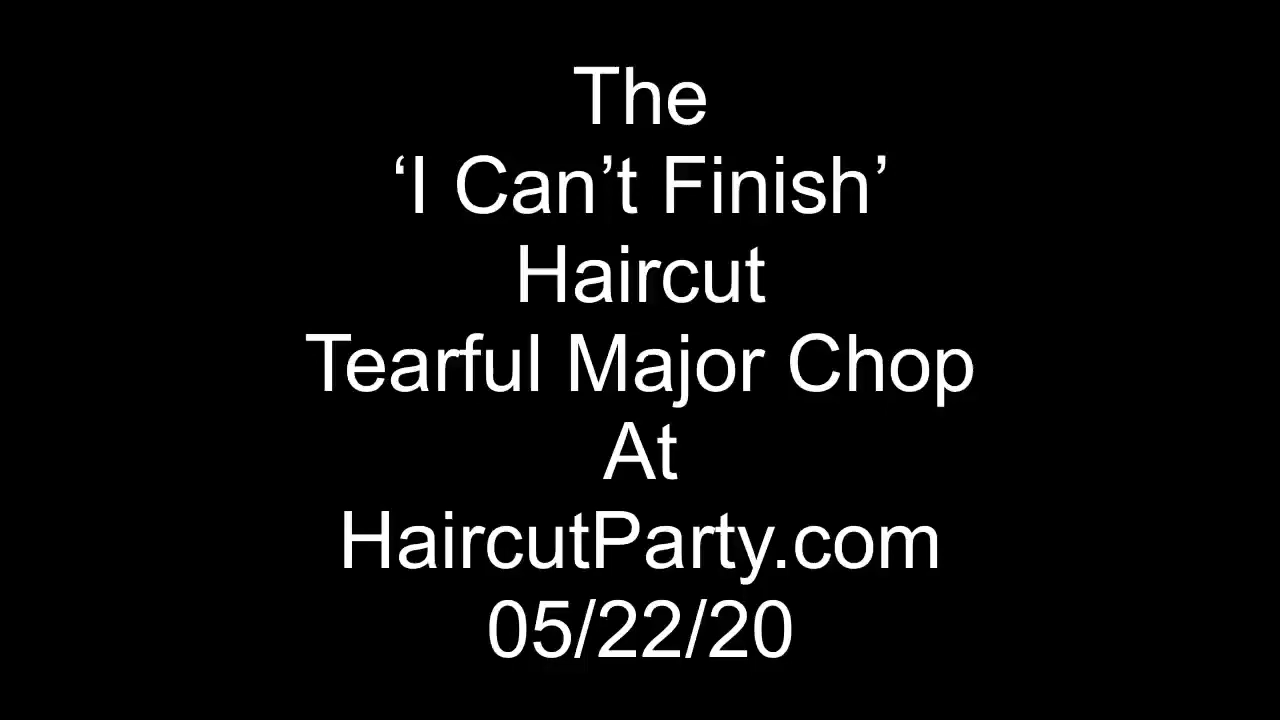 The
‘I Can’t Finish’
Haircut
Tearful Major Chop
At
HaircutParty.com
05/22/20